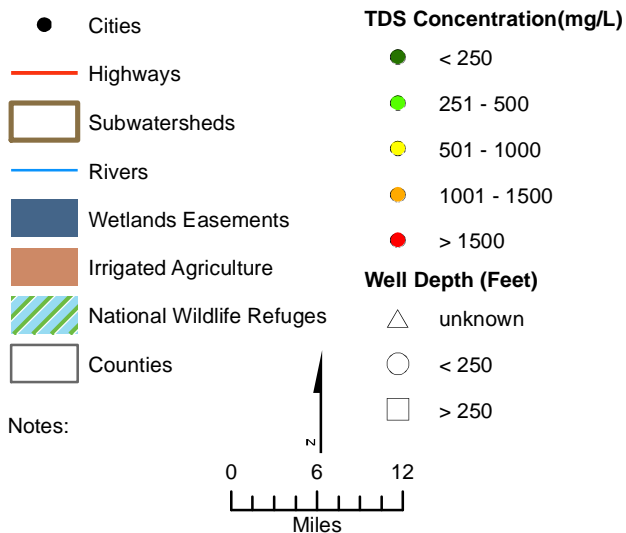 Cities
Highways
Subwatersheds
Rivers
Wetlands Easements
Irrigated Agriculture
National Wildlife Refuges
Counties
Notes:
TDS Concentration(mg/L)
< 250
251 - 500
501 - 1000
1001 - 1500
> 1500
Well Depth (Feet)
unknown
< 250
> 250
N
0 6 12
Miles